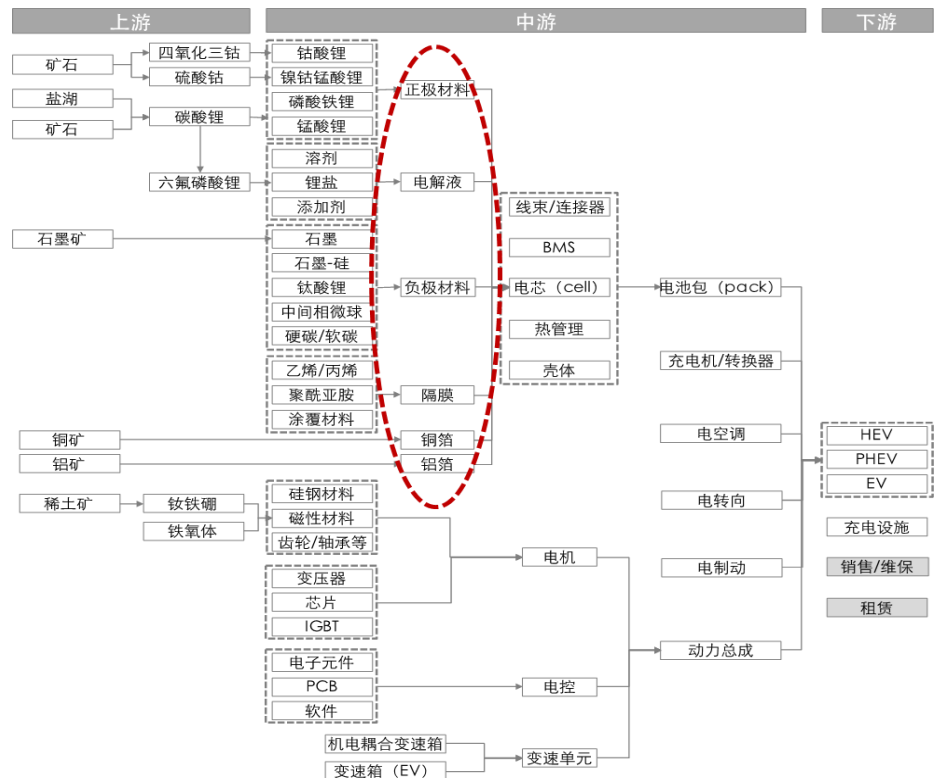 上游
中游
下游
矿石
四氧化三钴
硫酸钴
盐湖
矿石
碳酸锂
六氟磷酸锂
石墨矿
铜矿
铝矿
稀土矿
钕铁硼
铁氧体
钴酸锂
镍钴锰酸锂
磷酸铁锂
锰酸锂
溶剂
锂盐
添加剂
石墨
石墨-硅
钛酸锂
中间相微球
硬碳/软碳
乙烯/丙烯
聚酰亚胺
涂覆材料
硅钢材料
磁性材料
齿轮/轴承等
变压器
芯片
IGBT
电子元件
PCB
软件
机电耦合变速箱
变速箱（EV）
正极材料
电解液
负极材料
隔膜
铜箔
铝箔
线束/连接器
BMS
电芯（cell）
热管理
壳体
电机
电控
变速单元
电池包（pack）
充电机/转换器
电空调
电转向
电制动
动力总成
HEV
PHEV
EV
充电设施
销售/维保
租赁